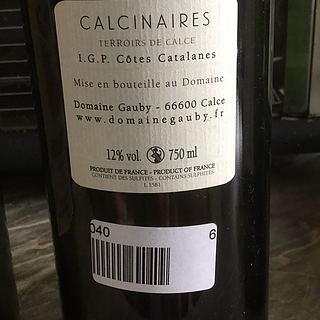 CALCINAIRES
TERROIRS DE CALCE
I.G.P. Côtes Catalanes
Mise en bouteille au Domaine
Domaine Gauby - 66600 Calce
www.domainegauby.fr
12% vol. 750 ml
PRODUIT DE FRANCE - PRODUCT OF FRANCE
CONTIENT DES SULFITES - CONTAINS SULPHITES
L 1581
040 6